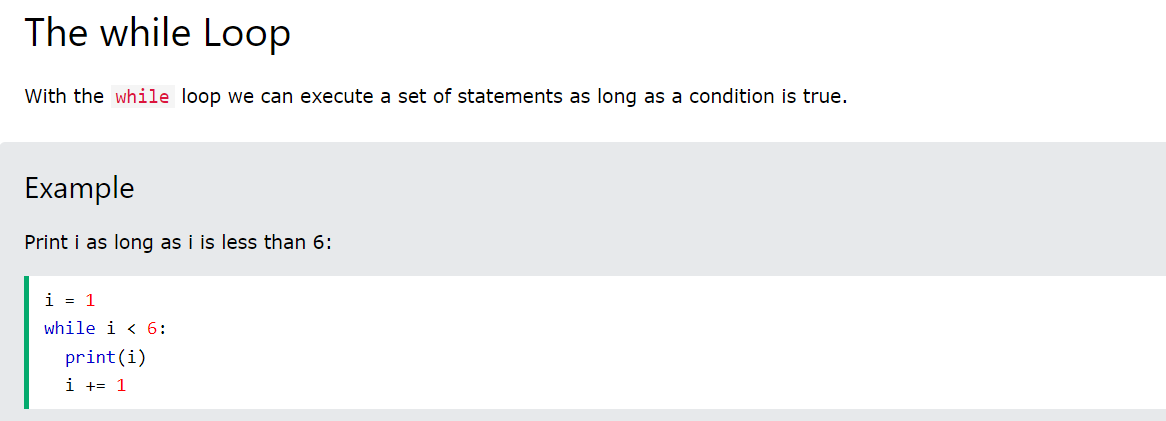 The while Loop
With the while loop we can execute a set of statements as long as a condition is true.
Example
Print i as long as i is less than 6:
i = 1
while i < 6:
  print(i)
  i += 1